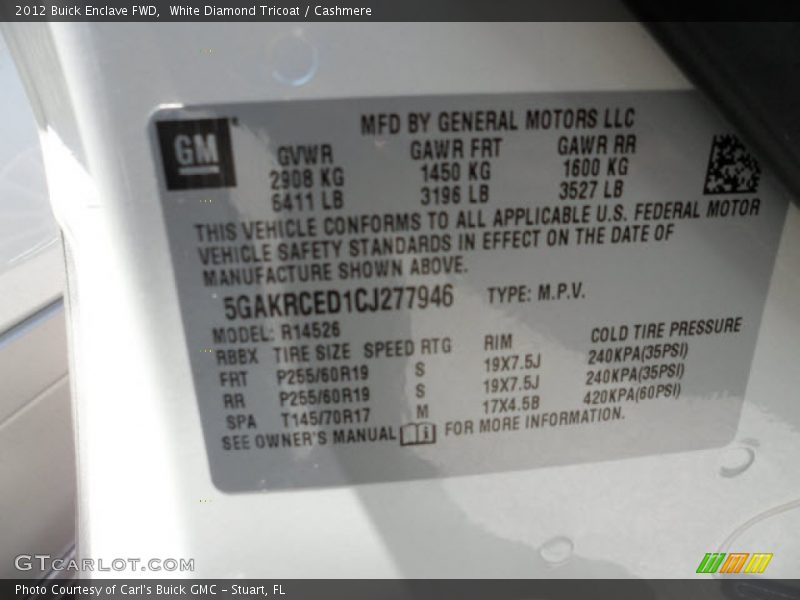 2012 Buick Enclave FWD, White Diamond Tricoat / Cashmere
MFD BY GENERAL MOTORS LLC
GM
GVWR GAWR FRT GAWR RR
2908 KG 1450 KG 1600 KG
6411 LB 3196 LB 3527 LB
THIS VEHICLE CONFORMS TO ALL APPLICABLE U.S. FEDERAL MOTOR
VEHICLE SAFETY STANDARDS IN EFFECT ON THE DATE OF
MANUFACTURE SHOWN ABOVE.
5GAKRCED1CJ277946 TYPE: M.P.V.
MODEL: R14526
RBBX TIRE SIZE SPEED RTG RIM COLD TIRE PRESSURE
FRT P255/60R19 S 19X7.5J 240KPA(35PSI)
RR P255/60R19 S 19X7.5J 240KPA(35PSI)
SPA T145/70R17 M 17X4.5B 420KPA(60PSI)
SEE OWNER'S MANUAL i FOR MORE INFORMATION.
GTCARLOT.COM
Photo Courtesy of Carl's Buick GMC - Stuart, FL